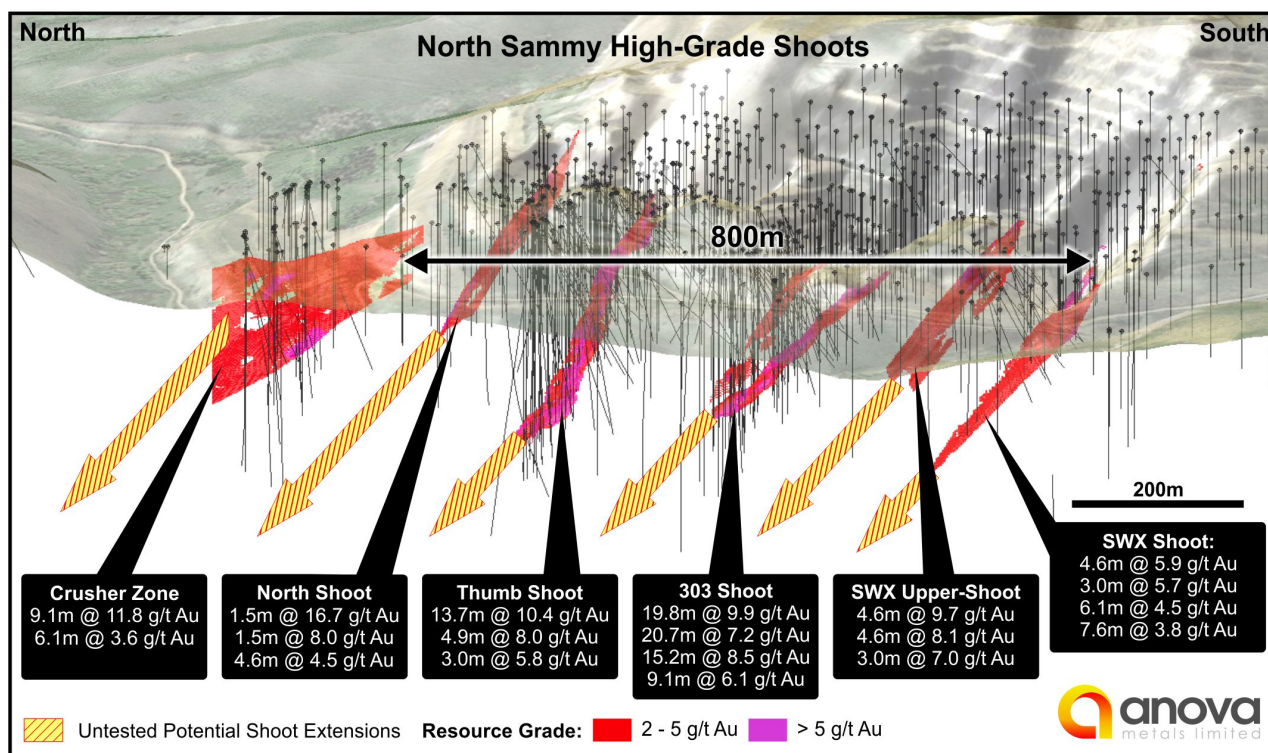 North
South
North Sammy High-Grade Shoots
800m
200m
Crusher Zone
9.1m @ 11.8 g/t Au
6.1m @ 3.6 g/t Au
North Shoot
1.5m @ 16.7 g/t Au
1.5m @ 8.0 g/t Au
4.6m @ 4.5 g/t Au
Thumb Shoot
13.7m @ 10.4 g/t Au
4.9m @ 8.0 g/t Au
3.0m @ 5.8 g/t Au
303 Shoot
19.8m @ 9.9 g/t Au
20.7m @ 7.2 g/t Au
15.2m @ 8.5 g/t Au
9.1m @ 6.1 g/t Au
SWX Upper-Shoot
4.6m @ 9.7 g/t Au
4.6m @ 8.1 g/t Au
3.0m @ 7.0 g/t Au
SWX Shoot:
4.6m @ 5.9 g/t Au
3.0m @ 5.7 g/t Au
6.1m @ 4.5 g/t Au
7.6m @ 3.8 g/t Au
Untested Potential Shoot Extensions
Resource Grade:
2 - 5 g/t Au
> 5 g/t Au
anova
metals limited